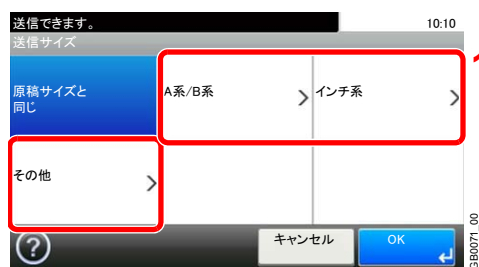 送信できます。 10:10
送信サイズ
原稿サイズと
同じ
A系/B系
インチ系
その他
キャンセル
OK
GB0071_00
1